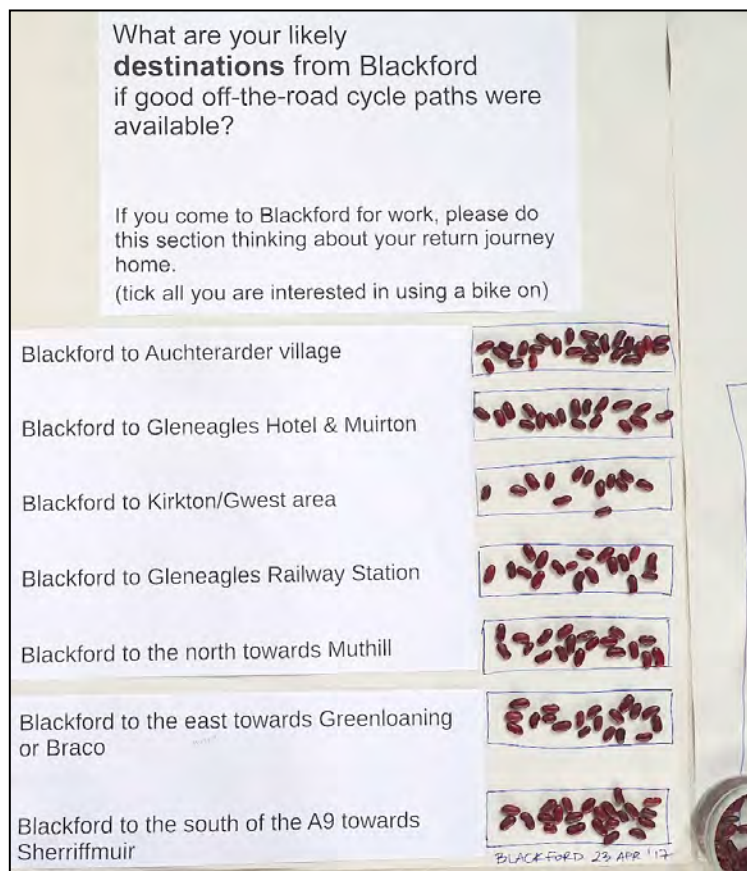 What are your likely
destinations from Blackford
if good off-the-road cycle paths were
available?
If you come to Blackford for work, please do
this section thinking about your return journey
home.
(tick all you are interested in using a bike on)
Blackford to Auchterarder village
Blackford to Gleneagles Hotel & Muirton
Blackford to Kirkton/Gwest area
Blackford to Gleneagles Railway Station
Blackford to the north towards Muthill
Blackford to the east towards Greenloaning
or Braco
Blackford to the south of the A9 towards
Sherriffmuir
BLACKFORD 23 APR '17